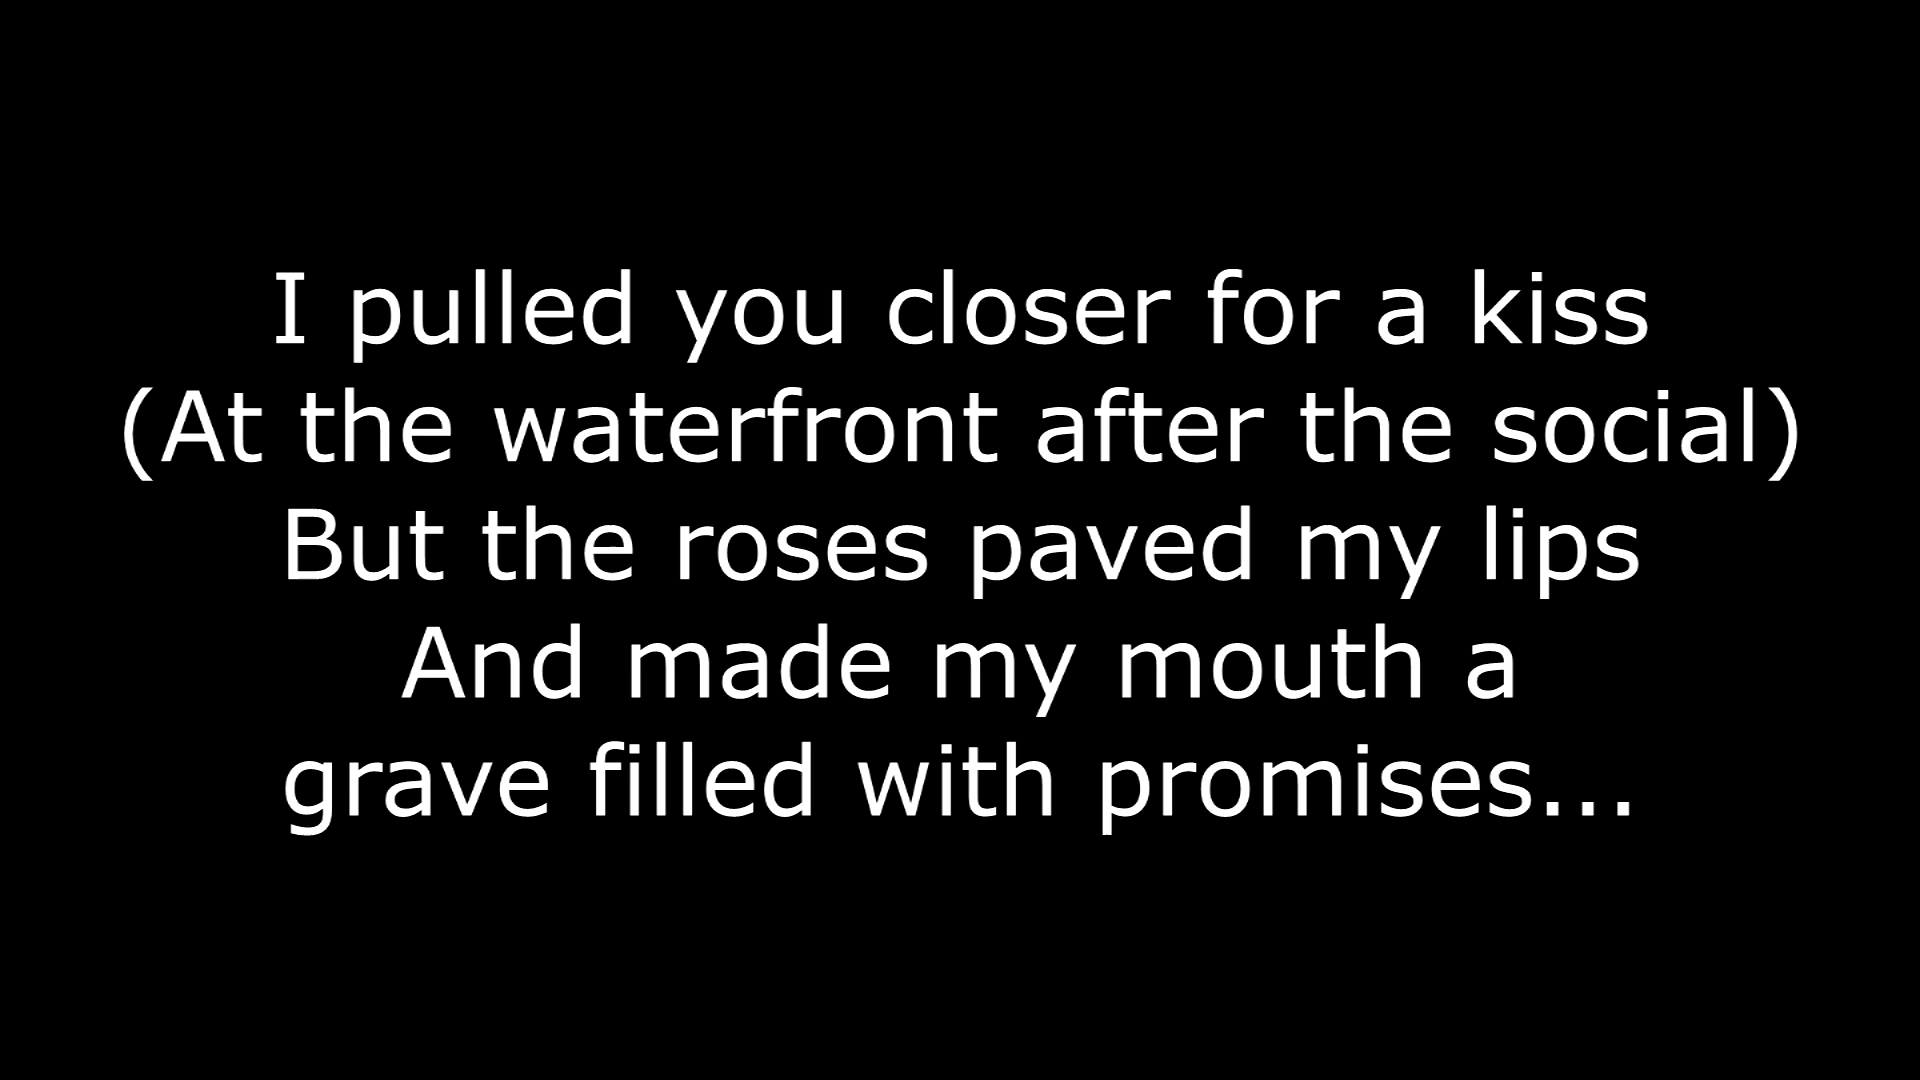 I pulled you closer for a kiss
(At the waterfront after the social)
But the roses paved my lips
And made my mouth a
grave filled with promises...